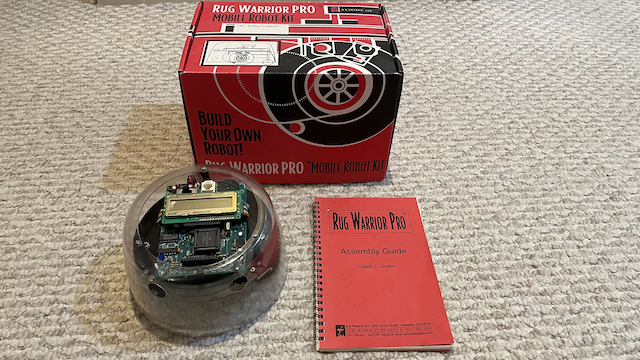 RUG WARRIOR PRO
MOBILE ROBOT KIT
BUILD
YOUR OWN
ROBOT!
RUG WARRIOR PRO™ MOBILE ROBOT KIT
RUG WARRIOR PRO
Assembly Guide